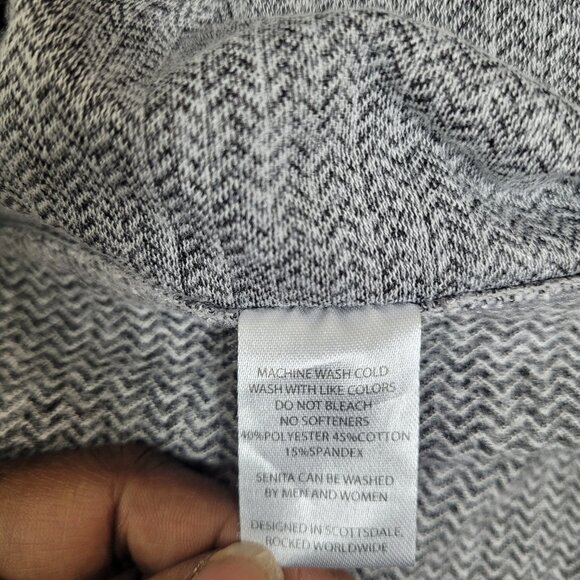 MACHINE WASH COLD
WASH WITH LIKE COLORS
DO NOT BLEACH
NO SOFTENERS
40%POLYESTER 45%COTTON
15%SPANDEX
SENITA CAN BE WASHED
BY MEN AND WOMEN
DESIGNED IN SCOTTSDALE,
ROCKED WORLDWIDE